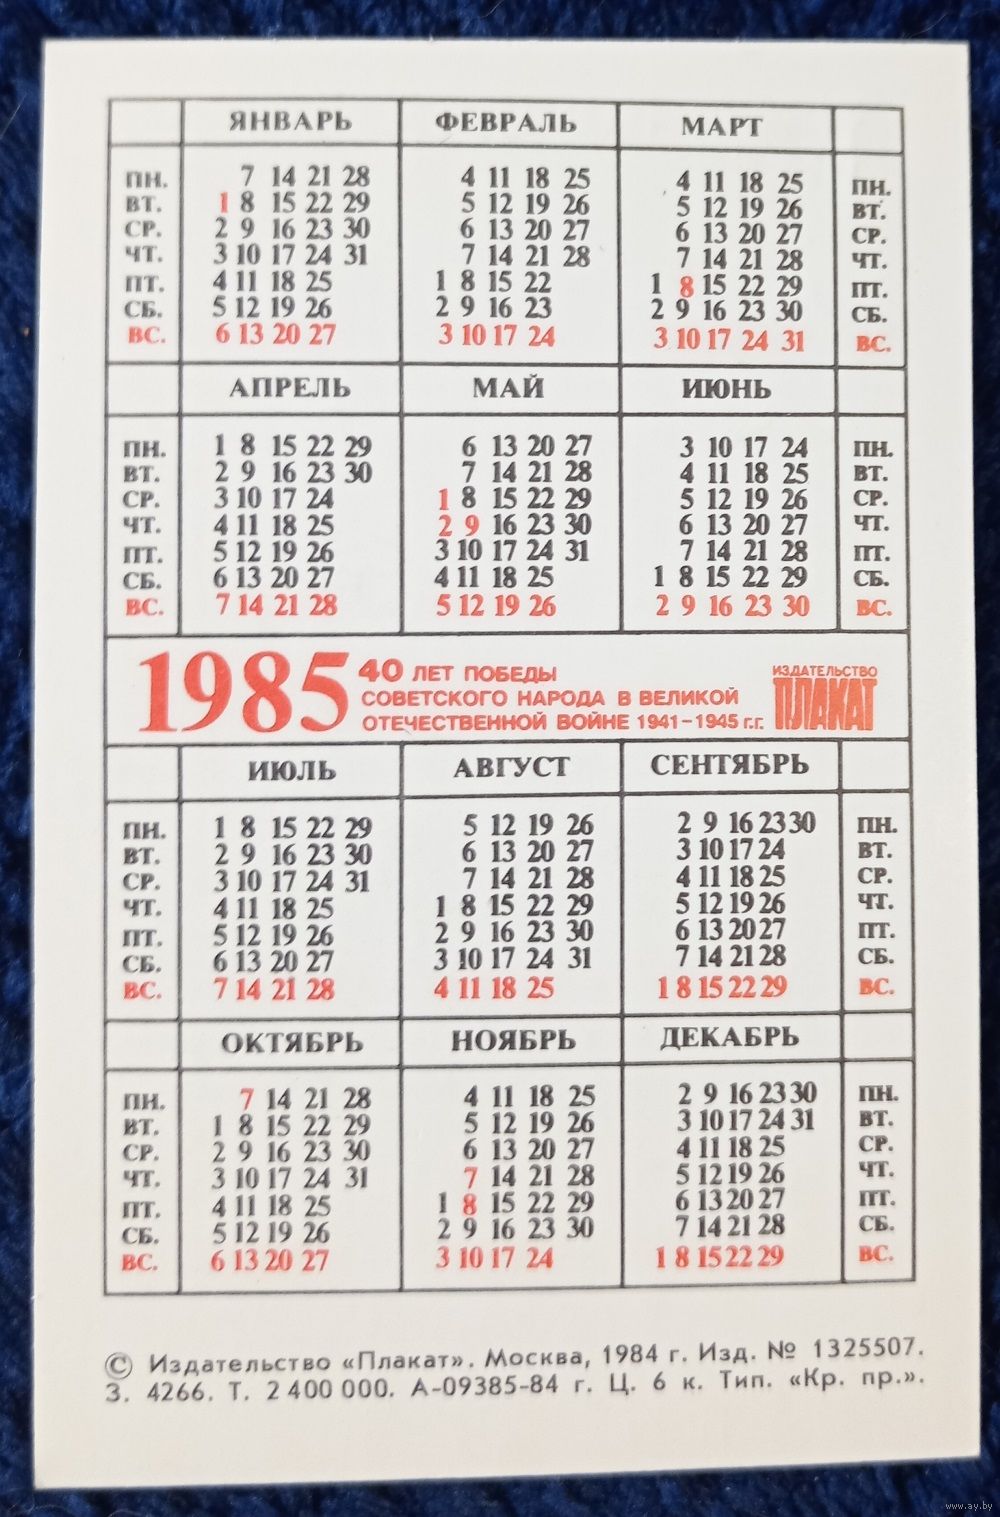 ЯНВАРЬ ФЕВРАЛЬ МАРТ
ПН. 7 14 21 28 4 11 18 25 4 11 18 25 ПН.
ВТ. 1 8 15 22 29 5 12 19 26 5 12 19 26 ВТ.
СР. 2 9 16 23 30 6 13 20 27 6 13 20 27 СР.
ЧТ. 3 10 17 24 31 7 14 21 28 7 14 21 28 ЧТ.
ПТ. 4 11 18 25 1 8 15 22 1 8 15 22 29 ПТ.
СБ. 5 12 19 26 2 9 16 23 2 9 16 23 30 СБ.
ВС. 6 13 20 27 3 10 17 24 3 10 17 24 31 ВС.
АПРЕЛЬ МАЙ ИЮНЬ
ПН. 1 8 15 22 29 6 13 20 27 3 10 17 24 ПН.
ВТ. 2 9 16 23 30 7 14 21 28 4 11 18 25 ВТ.
СР. 3 10 17 24 1 8 15 22 29 5 12 19 26 СР.
ЧТ. 4 11 18 25 2 9 16 23 30 6 13 20 27 ЧТ.
ПТ. 5 12 19 26 3 10 17 24 31 7 14 21 28 ПТ.
СБ. 6 13 20 27 4 11 18 25 1 8 15 22 29 СБ.
ВС. 7 14 21 28 5 12 19 26 2 9 16 23 30 ВС.
1985 40 ЛЕТ ПОБЕДЫ
СОВЕТСКОГО НАРОДА В ВЕЛИКОЙ
ОТЕЧЕСТВЕННОЙ ВОЙНЕ 1941-1945 г.г.
ИЗДАТЕЛЬСТВО
ПЛАКАТ
ИЮЛЬ АВГУСТ СЕНТЯБРЬ
ПН. 1 8 15 22 29 5 12 19 26 2 9 16 23 30 ПН.
ВТ. 2 9 16 23 30 6 13 20 27 3 10 17 24 ВТ.
СР. 3 10 17 24 31 7 14 21 28 4 11 18 25 СР.
ЧТ. 4 11 18 25 1 8 15 22 29 5 12 19 26 ЧТ.
ПТ. 5 12 19 26 2 9 16 23 30 6 13 20 27 ПТ.
СБ. 6 13 20 27 3 10 17 24 31 7 14 21 28 СБ.
ВС. 7 14 21 28 4 11 18 25 1 8 15 22 29 ВС.
ОКТЯБРЬ НОЯБРЬ ДЕКАБРЬ
ПН. 7 14 21 28 4 11 18 25 2 9 16 23 30 ПН.
ВТ. 1 8 15 22 29 5 12 19 26 3 10 17 24 31 ВТ.
СР. 2 9 16 23 30 6 13 20 27 4 11 18 25 СР.
ЧТ. 3 10 17 24 31 7 14 21 28 5 12 19 26 ЧТ.
ПТ. 4 11 18 25 1 8 15 22 29 6 13 20 27 ПТ.
СБ. 5 12 19 26 2 9 16 23 30 7 14 21 28 СБ.
ВС. 6 13 20 27 3 10 17 24 1 8 15 22 29 ВС.
© Издательство «Плакат». Москва, 1984 г. Изд. № 1325507.
З. 4266. Т. 2 400 000. А-09385-84 г. Ц. 6 к. Тип. «Кр. пр.».
www.ay.by